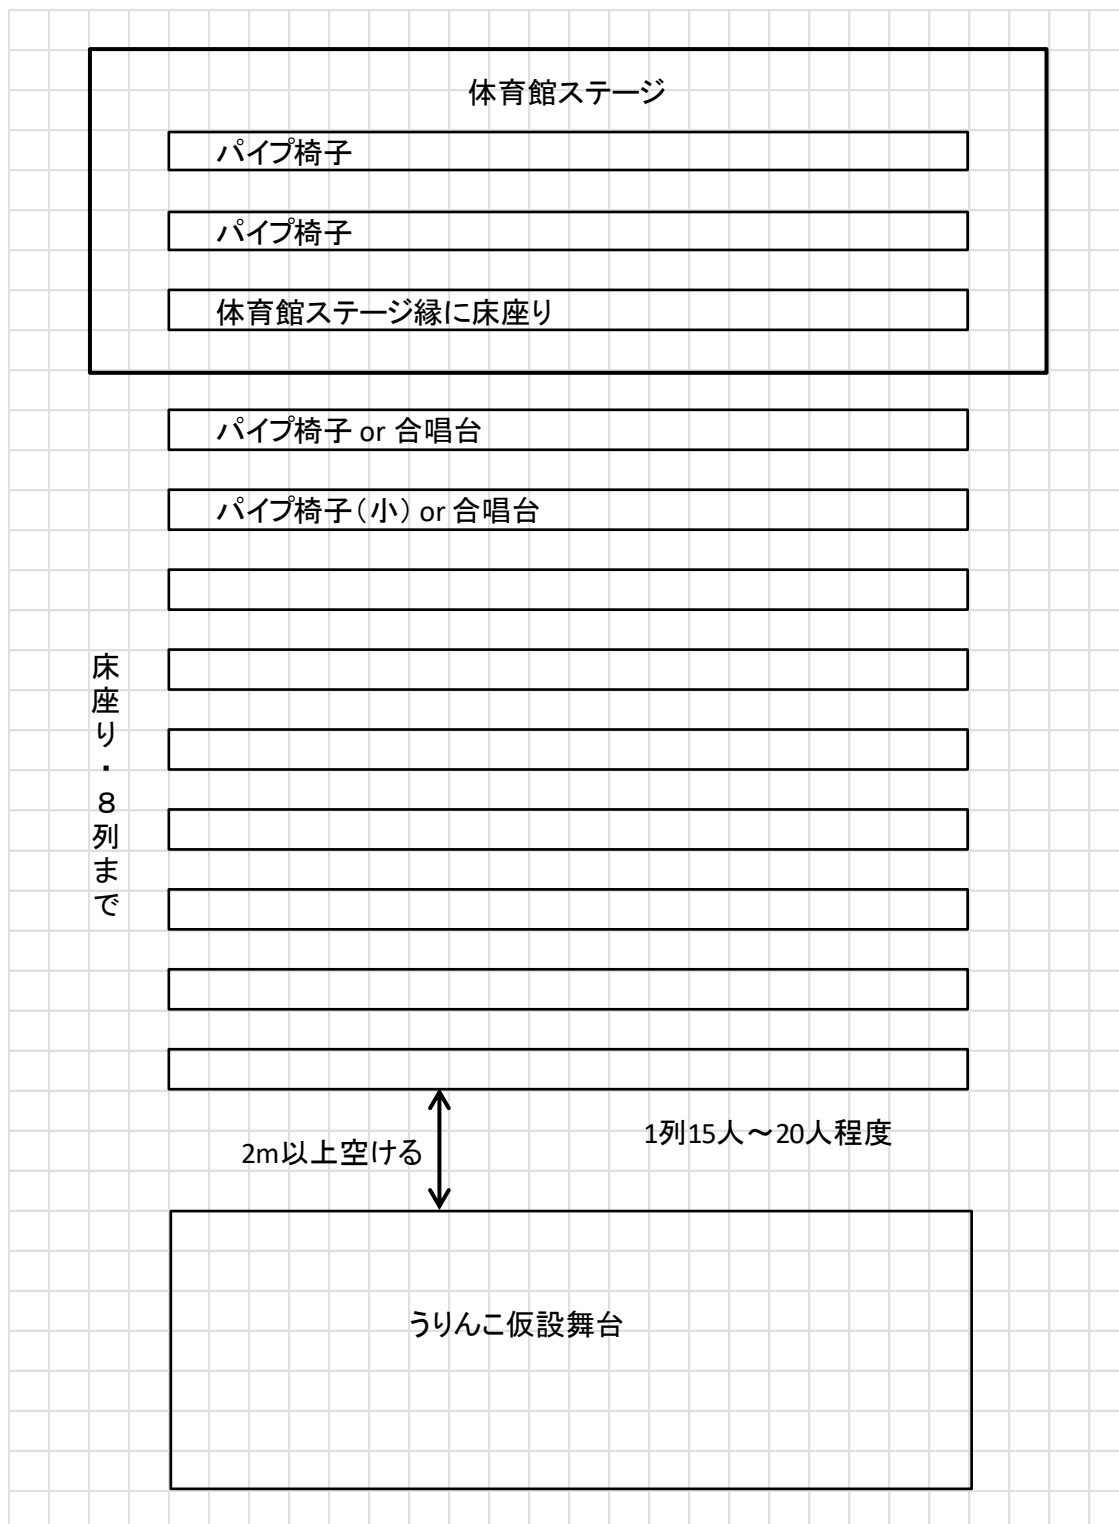 体育館ステージ
パイプ椅子
パイプ椅子
体育館ステージ縁に床座り
パイプ椅子 or 合唱台
パイプ椅子（小） or 合唱台
床座り・８列まで
1列15人～20人程度
2m以上空ける
うりんこ仮設舞台